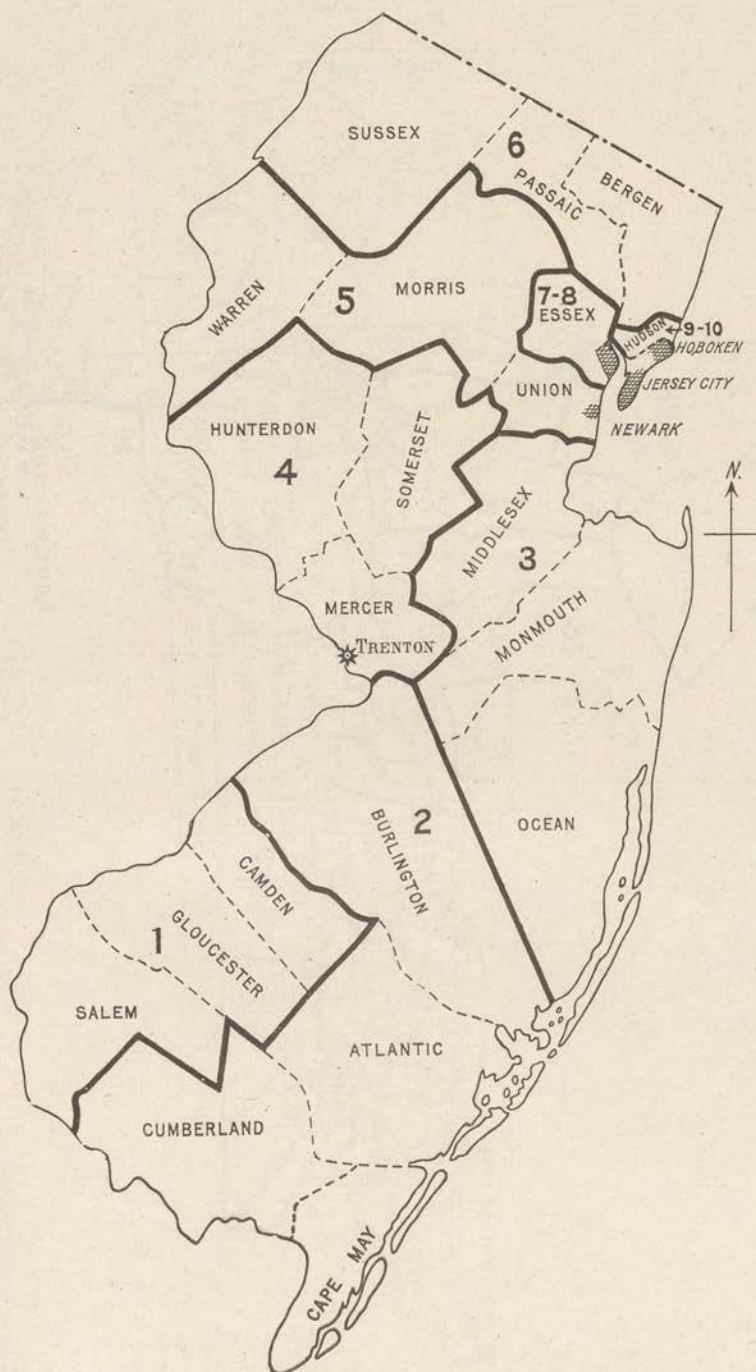 SUSSEX
6
PASSAIC
BERGEN
WARREN
5
MORRIS
7-8
ESSEX
HUDSON
9-10
HOBOKEN
JERSEY CITY
UNION
NEWARK
HUNTERDON
4
SOMERSET
N.
MIDDLESEX
3
MERCER
MONMOUTH
TRENTON
2
BURLINGTON
OCEAN
CAMDEN
1
GLOUCESTER
SALEM
ATLANTIC
CUMBERLAND
CAPE MAY